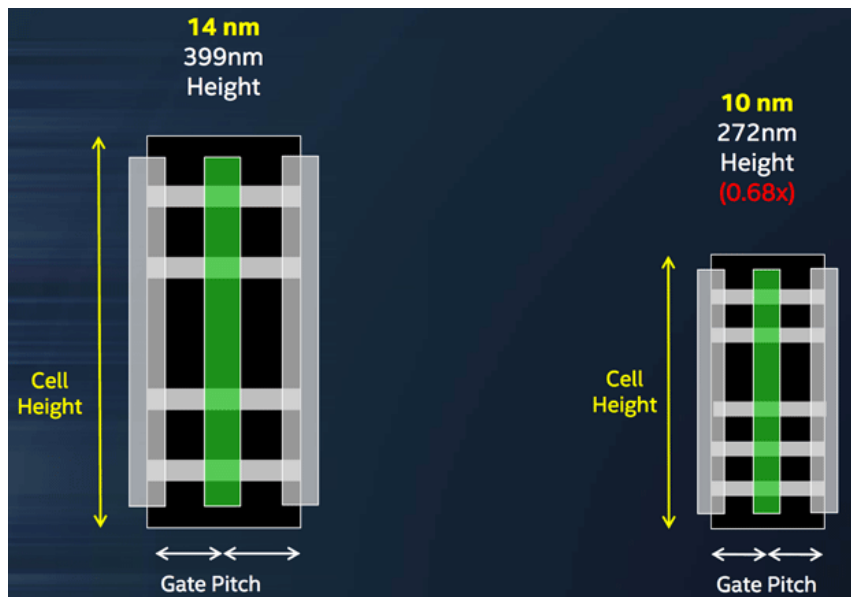 14 nm
399nm
Height
10 nm
272nm
Height
(0.68x)
Cell
Height
Cell
Height
Gate Pitch
Gate Pitch